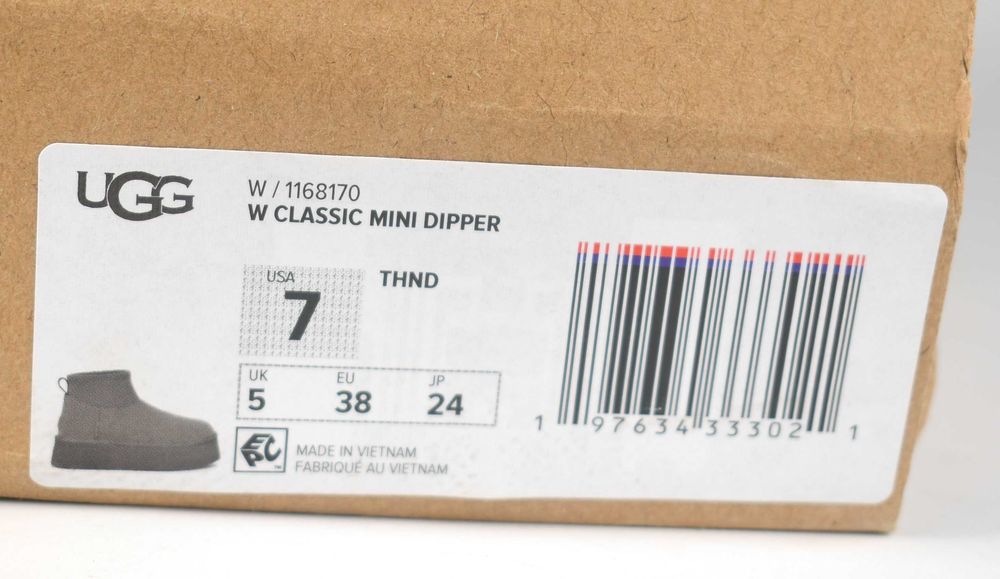 UGG
W / 1168170
W CLASSIC MINI DIPPER
USA
7
THND
UK EU JP
5 38 24
EPC™
MADE IN VIETNAM
FABRIQUÉ AU VIETNAM
1 97634 33302 1